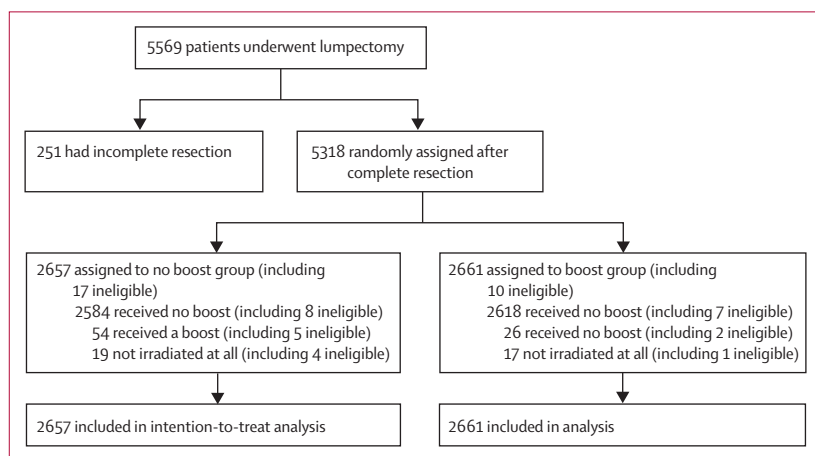 5569 patients underwent lumpectomy
251 had incomplete resection
5318 randomly assigned after
complete resection
2657 assigned to no boost group (including
17 ineligible)
2584 received no boost (including 8 ineligible)
54 received a boost (including 5 ineligible)
19 not irradiated at all (including 4 ineligible)
2661 assigned to boost group (including
10 ineligible)
2618 received no boost (including 7 ineligible)
26 received no boost (including 2 ineligible)
17 not irradiated at all (including 1 ineligible)
2657 included in intention-to-treat analysis
2661 included in analysis